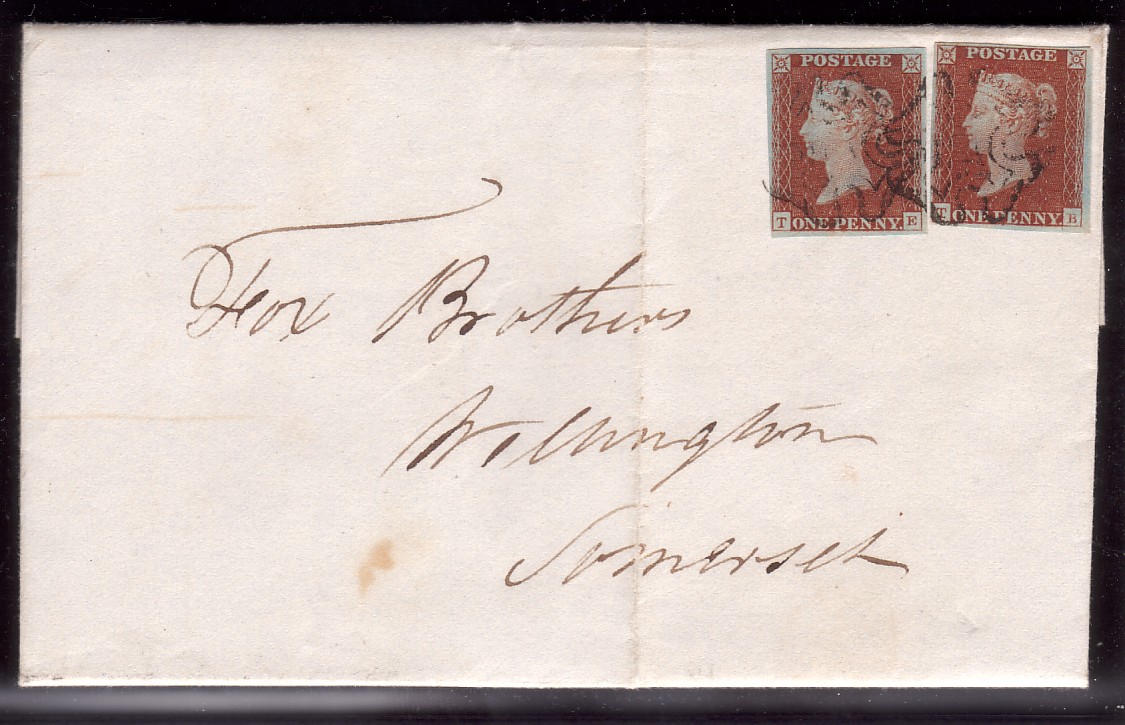 POSTAGE
T ONE PENNY. E
POSTAGE
T ONE PENNY. B
Fox Brothers
Wellington
Somerset